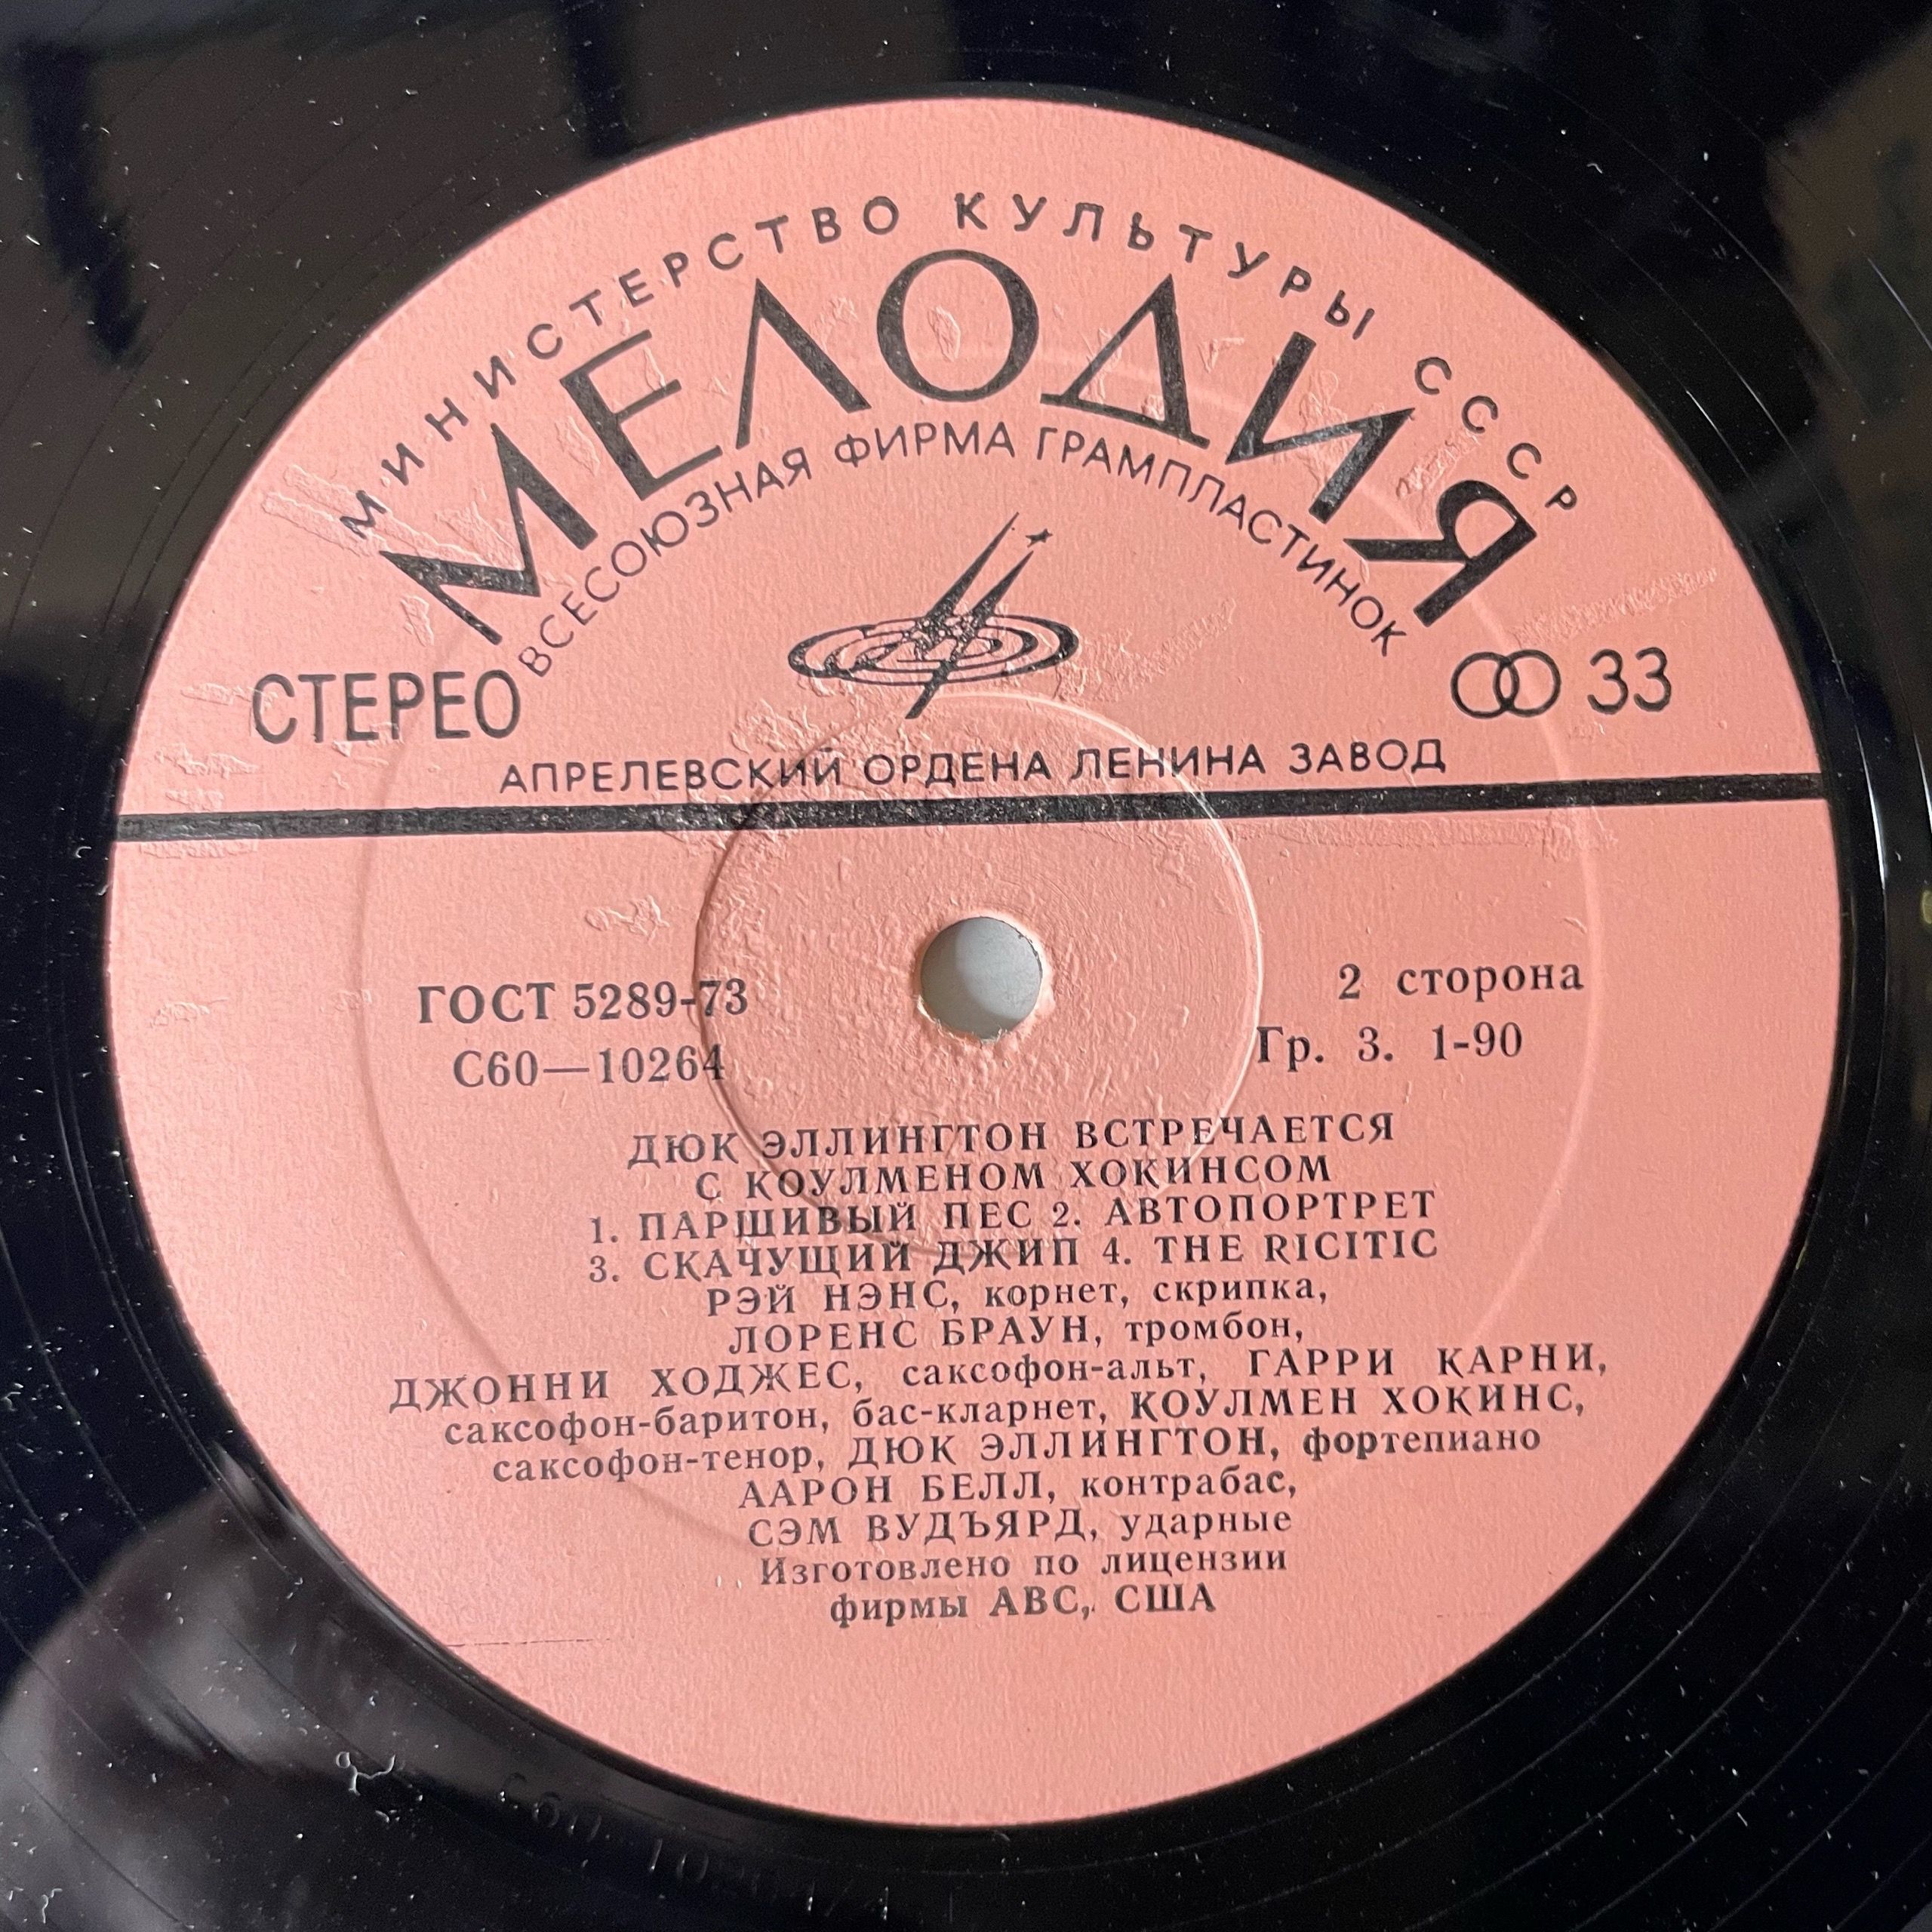 МИНИСТЕРСТВО КУЛЬТУРЫ СССР
МЕЛОДИЯ
ВСЕСОЮЗНАЯ ФИРМА ГРАМПЛАСТИНОК
СТЕРЕО
33
АПРЕЛЕВСКИЙ ОРДЕНА ЛЕНИНА ЗАВОД
ГОСТ 5289-73
2 сторона
С60—10264
Гр. 3. 1-90
ДЮК ЭЛЛИНГТОН ВСТРЕЧАЕТСЯ
С КОУЛМЕНОМ ХОКИНСОМ
1. ПАРШИВЫЙ ПЕС 2. АВТОПОРТРЕТ
3. СКАЧУЩИЙ ДЖИП 4. THE RICITIC
РЭЙ НЭНС, корнет, скрипка,
ЛОРЕНС БРАУН, тромбон,
ДЖОННИ ХОДЖЕС, саксофон-альт, ГАРРИ КАРНИ,
саксофон-баритон, бас-кларнет, КОУЛМЕН ХОКИНС,
саксофон-тенор, ДЮК ЭЛЛИНГТОН, фортепиано
ААРОН БЕЛЛ, контрабас,
СЭМ ВУДЪЯРД, ударные
Изготовлено по лицензии
фирмы АВС, США